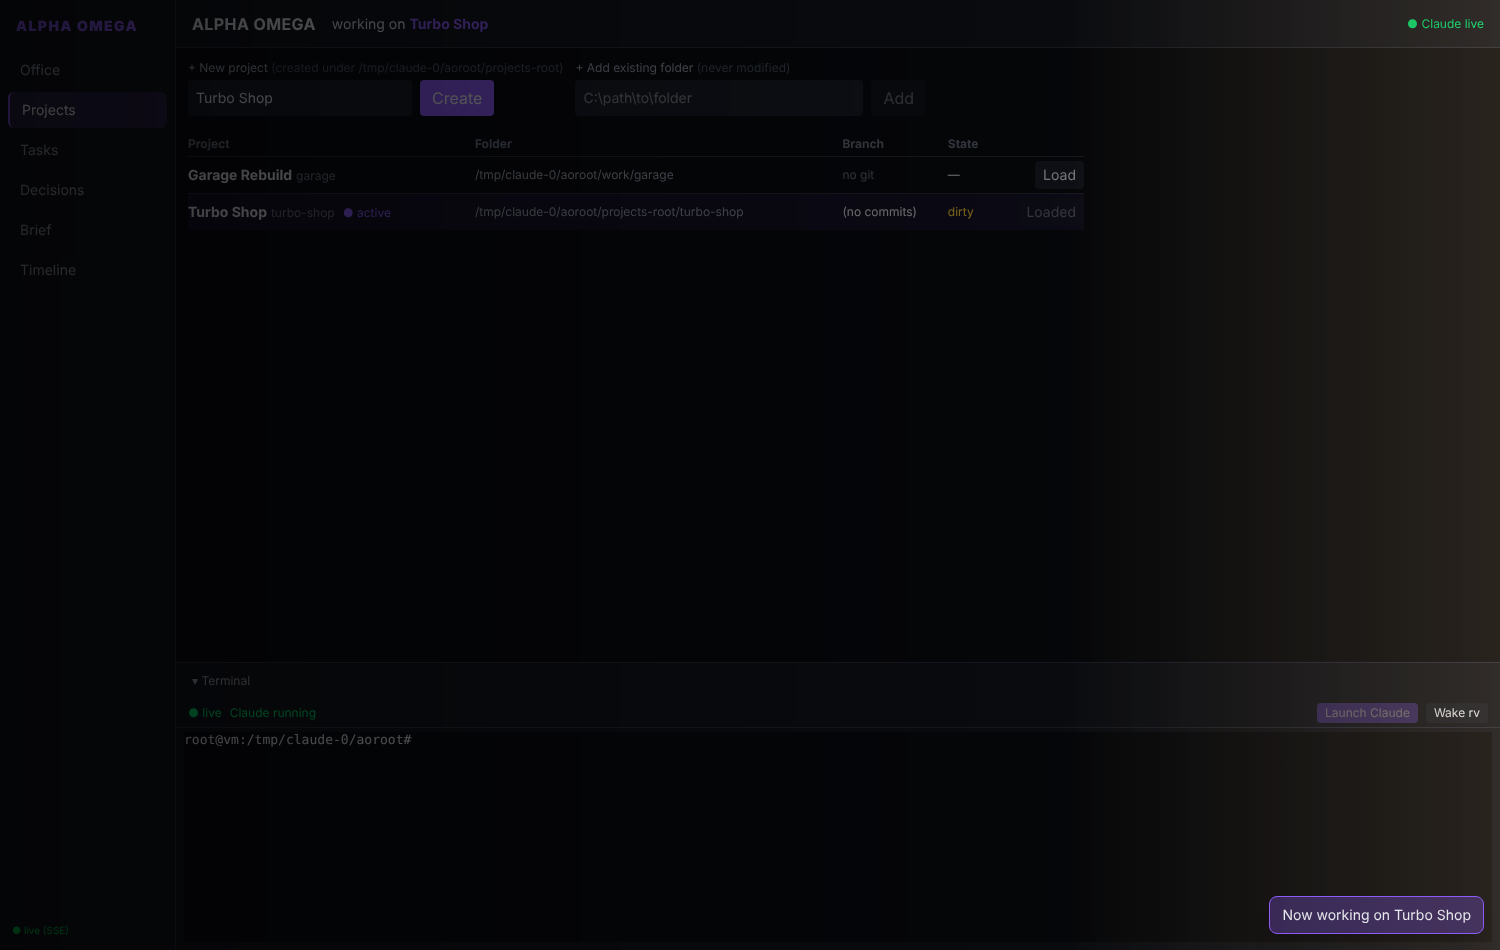 ALPHA OMEGA
Office
Projects
Tasks
Decisions
Brief
Timeline
live (SSE)
ALPHA OMEGA working on Turbo Shop
Claude live
+ New project (created under /tmp/claude-0/aoroot/projects-root)
Turbo Shop
Create
+ Add existing folder (never modified)
C:\path\to\folder
Add
Project Folder Branch State
Garage Rebuild garage /tmp/claude-0/aoroot/work/garage no git — Load
Turbo Shop turbo-shop active /tmp/claude-0/aoroot/projects-root/turbo-shop (no commits) dirty Loaded
▾ Terminal
live Claude running
Launch Claude
Wake rv
root@vm:/tmp/claude-0/aoroot#
Now working on Turbo Shop